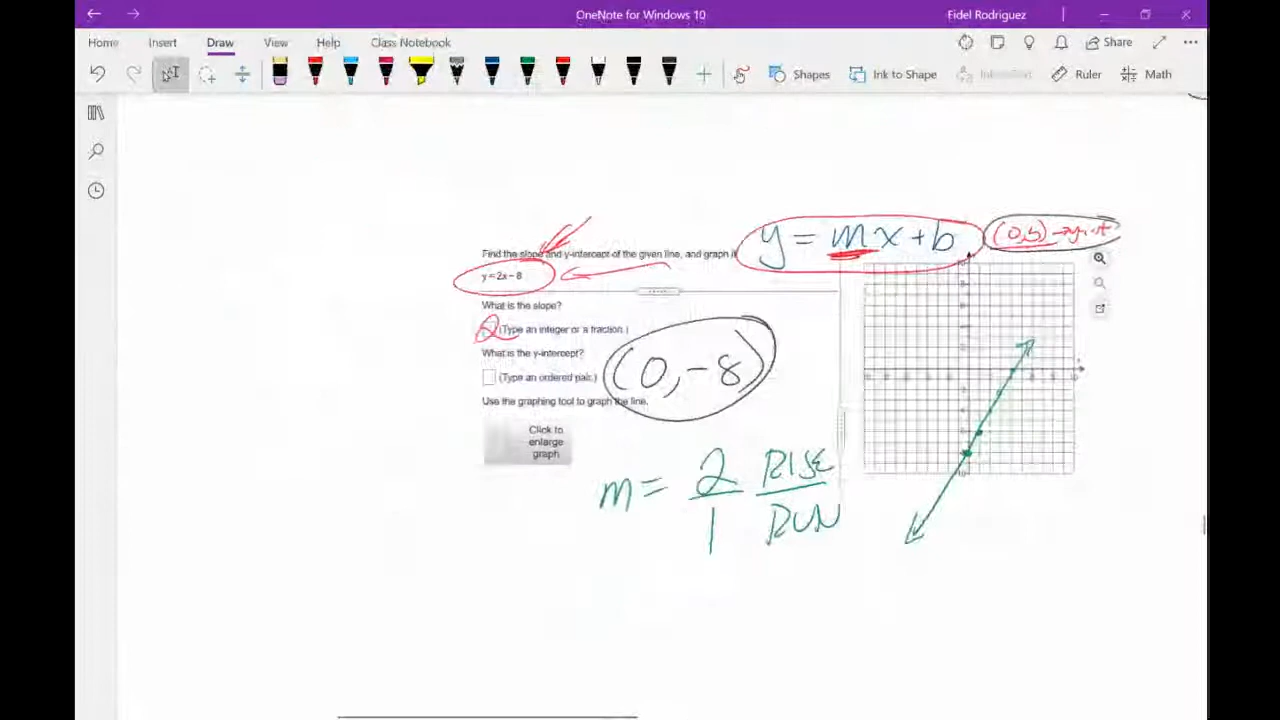 OneNote for Windows 10
Fidel Rodriguez
Home Insert Draw View Help Class Notebook
Share
Shapes Ink to Shape Ruler Math
y = mx + b
(0,b) → y-int
Find the slope and y-intercept of the given line, and graph
y = 2x - 8
What is the slope?
2 (Type an integer or a fraction.)
What is the y-intercept?
(Type an ordered pair.)
(0, -8)
Use the graphing tool to graph the line.
Click to
enlarge
graph
m = 2/1 RISE/RUN